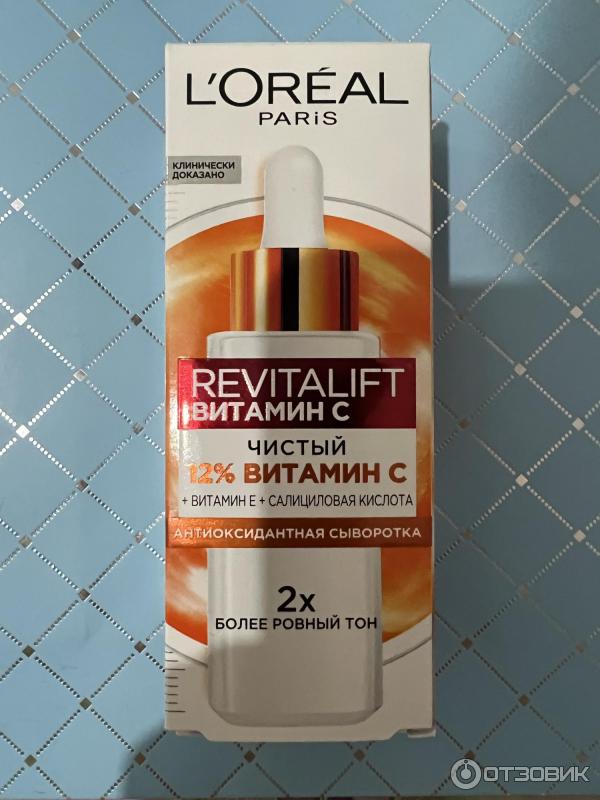 L'ORÉAL
PARiS
КЛИНИЧЕСКИ
ДОКАЗАНО
REVITALIFT
ВИТАМИН С
ЧИСТЫЙ
12% ВИТАМИН С
+ ВИТАМИН Е + САЛИЦИЛОВАЯ КИСЛОТА
АНТИОКСИДАНТНАЯ СЫВОРОТКА
2x
БОЛЕЕ РОВНЫЙ ТОН
ОТЗОВИК